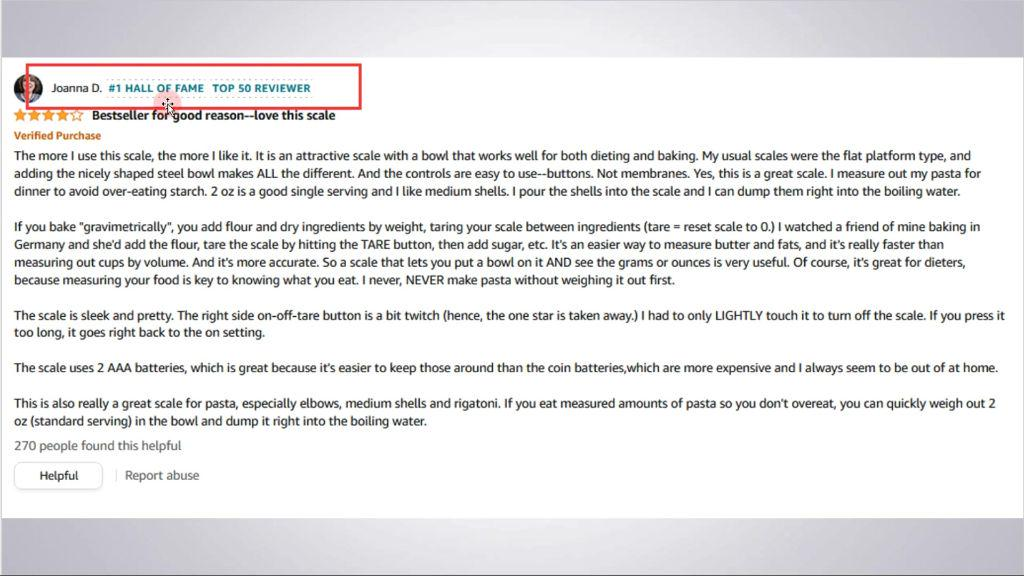 Joanna D. #1 HALL OF FAME TOP 50 REVIEWER
Bestseller for good reason--love this scale
Verified Purchase
The more I use this scale, the more I like it. It is an attractive scale with a bowl that works well for both dieting and baking. My usual scales were the flat platform type, and
adding the nicely shaped steel bowl makes ALL the different. And the controls are easy to use--buttons. Not membranes. Yes, this is a great scale. I measure out my pasta for
dinner to avoid over-eating starch. 2 oz is a good single serving and I like medium shells. I pour the shells into the scale and I can dump them right into the boiling water.
If you bake "gravimetrically", you add flour and dry ingredients by weight, taring your scale between ingredients (tare = reset scale to 0.) I watched a friend of mine baking in
Germany and she'd add the flour, tare the scale by hitting the TARE button, then add sugar, etc. It's an easier way to measure butter and fats, and it's really faster than
measuring out cups by volume. And it's more accurate. So a scale that lets you put a bowl on it AND see the grams or ounces is very useful. Of course, it's great for dieters,
because measuring your food is key to knowing what you eat. I never, NEVER make pasta without weighing it out first.
The scale is sleek and pretty. The right side on-off-tare button is a bit twitch (hence, the one star is taken away.) I had to only LIGHTLY touch it to turn off the scale. If you press it
too long, it goes right back to the on setting.
The scale uses 2 AAA batteries, which is great because it's easier to keep those around than the coin batteries,which are more expensive and I always seem to be out of at home.
This is also really a great scale for pasta, especially elbows, medium shells and rigatoni. If you eat measured amounts of pasta so you don't overeat, you can quickly weigh out 2
oz (standard serving) in the bowl and dump it right into the boiling water.
270 people found this helpful
Helpful Report abuse